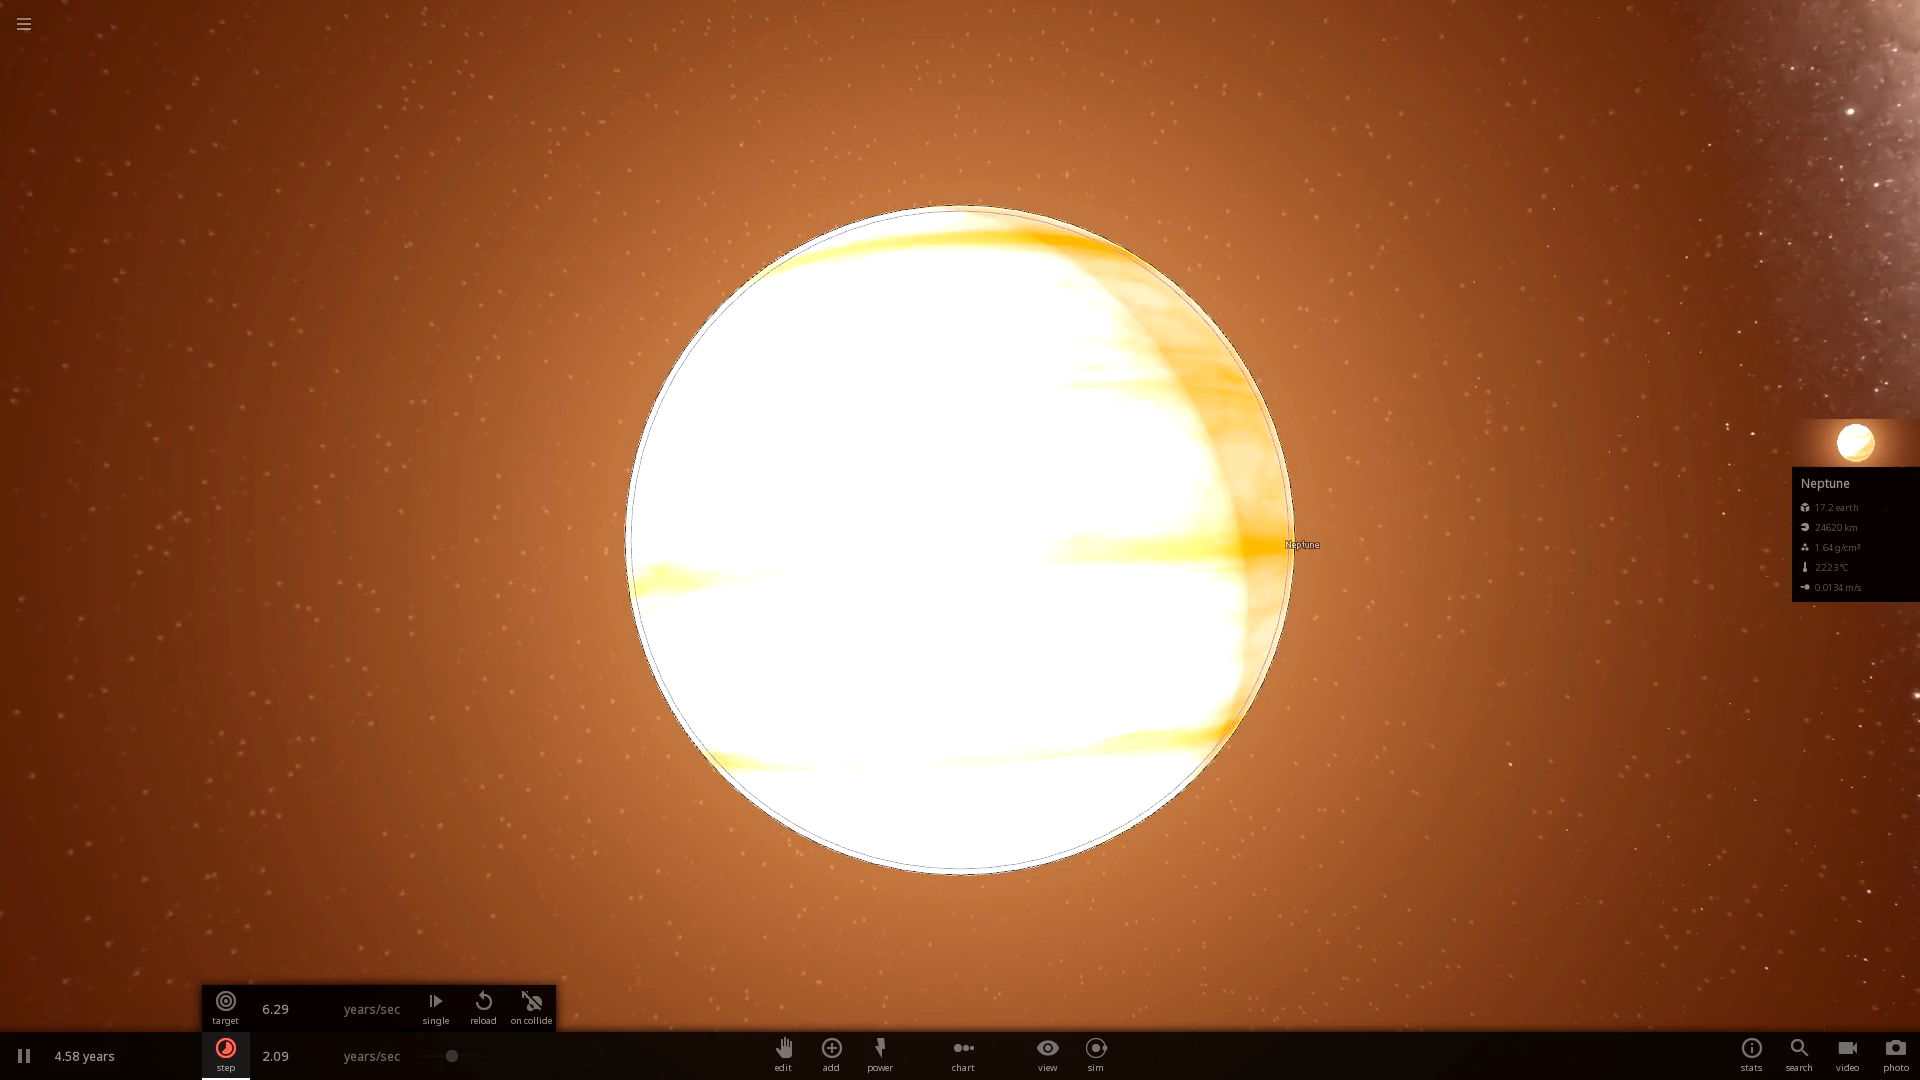 Neptune
Neptune
17.2 earth
24620 km
1.64 g/cm³
2223 °C
0.0134 m/s
target
6.29 years/sec
single
reload
on collide
4.58 years
step
2.09 years/sec
edit
add
power
chart
view
sim
stats
search
video
photo